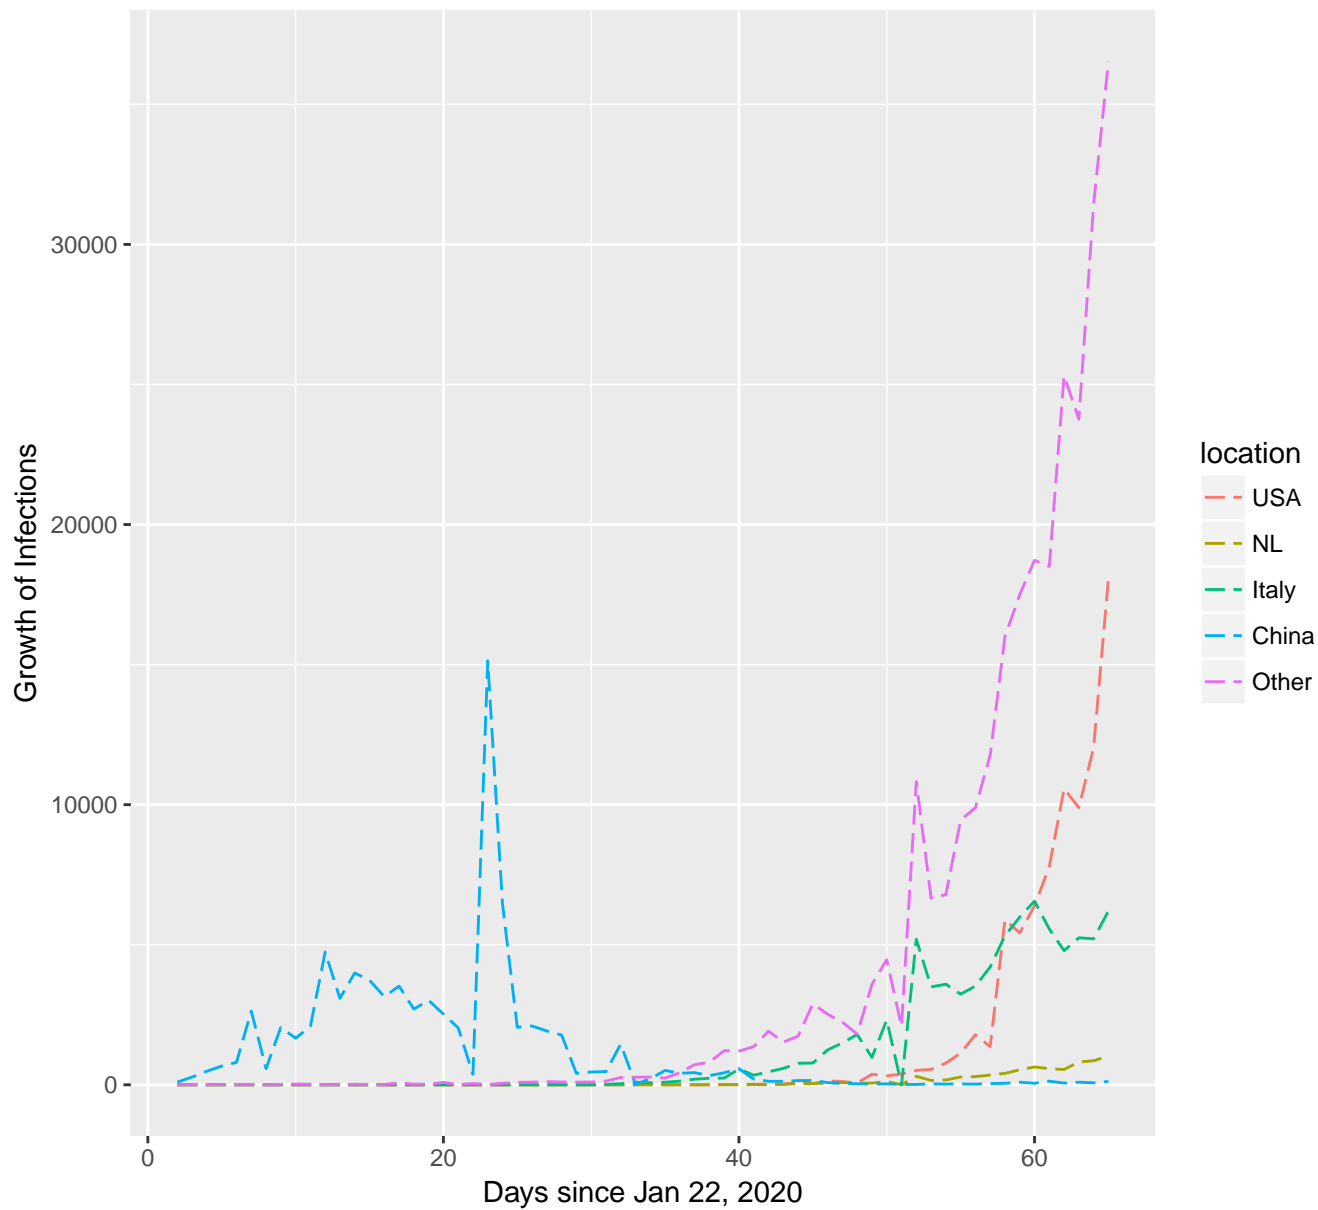 30000
20000
10000
0
0
20
40
60
Days since Jan 22, 2020
Growth of Infections
location
USA
NL
Italy
China
Other